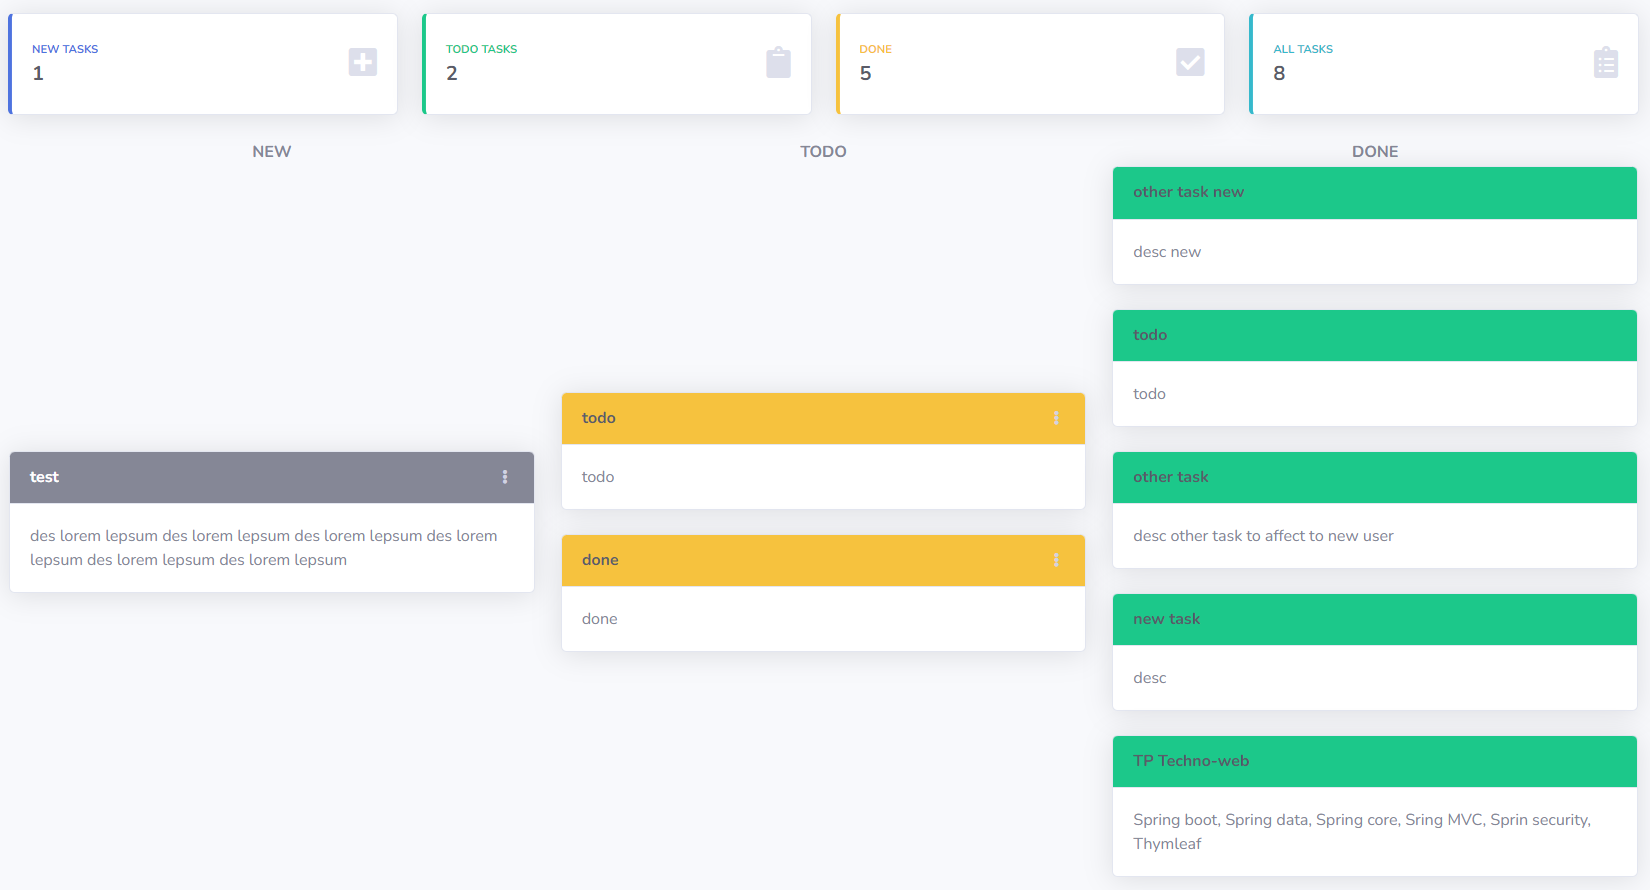 NEW TASKS
1
TODO TASKS
2
DONE
5
ALL TASKS
8
NEW
test
des lorem lepsum des lorem lepsum des lorem lepsum des lorem
lepsum des lorem lepsum des lorem lepsum
TODO
todo
todo
done
done
DONE
other task new
desc new
todo
todo
other task
desc other task to affect to new user
new task
desc
TP Techno-web
Spring boot, Spring data, Spring core, Sring MVC, Sprin security,
Thymleaf